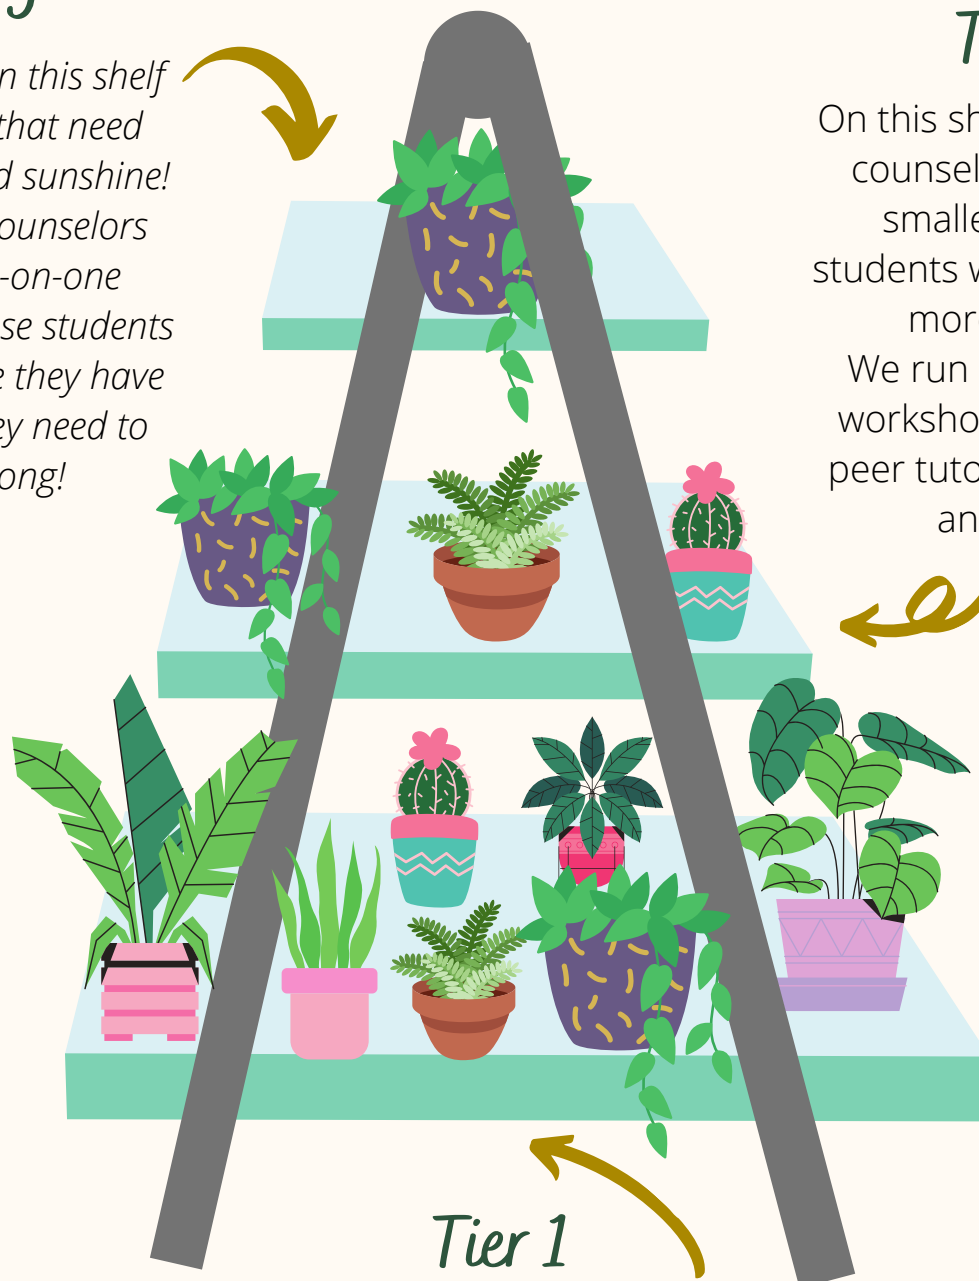 n this shelf
that need
d sunshine!
ounselors
-on-one
se students
e they have
ey need to
ong!
T
On this sh
counsel
smalle
students w
mor
We run
worksho
peer tuto
an
Tier 1